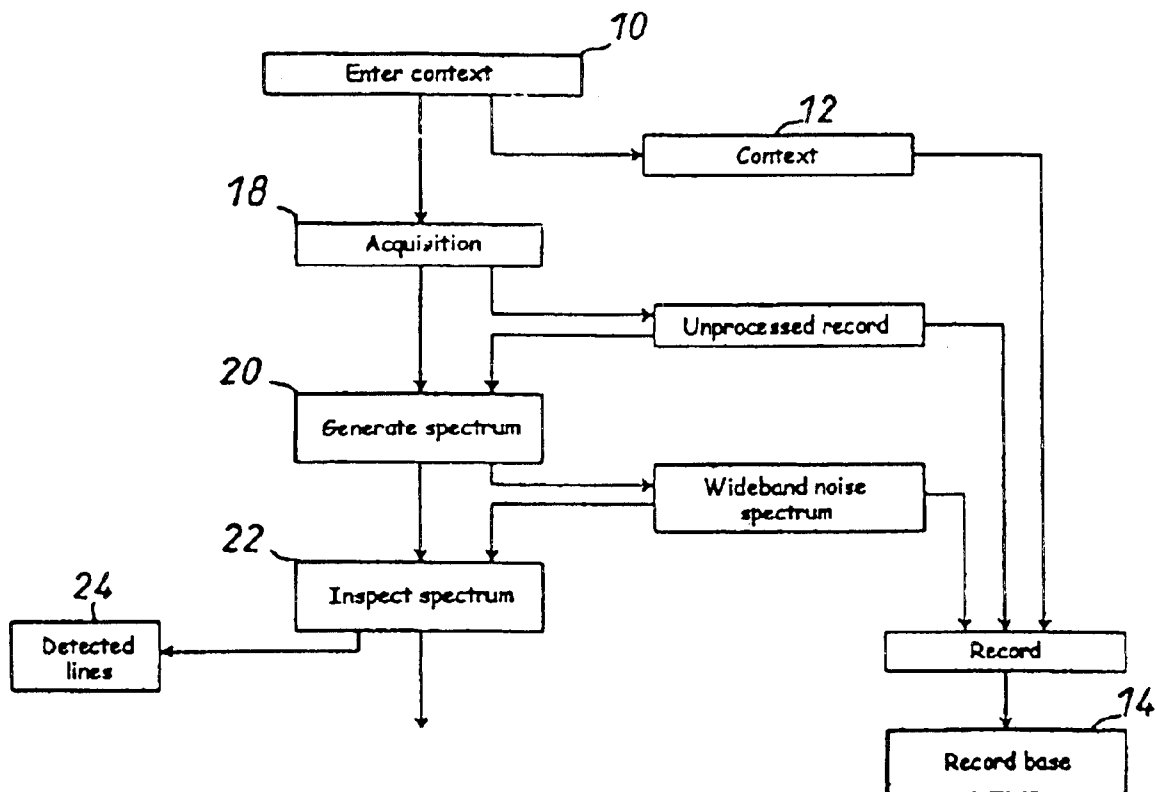 10
Enter context
12
Context
18
Acquisition
Unprocessed record
20
Generate spectrum
Wideband noise
spectrum
22
Inspect spectrum
24
Detected
lines
Record
14
Record base